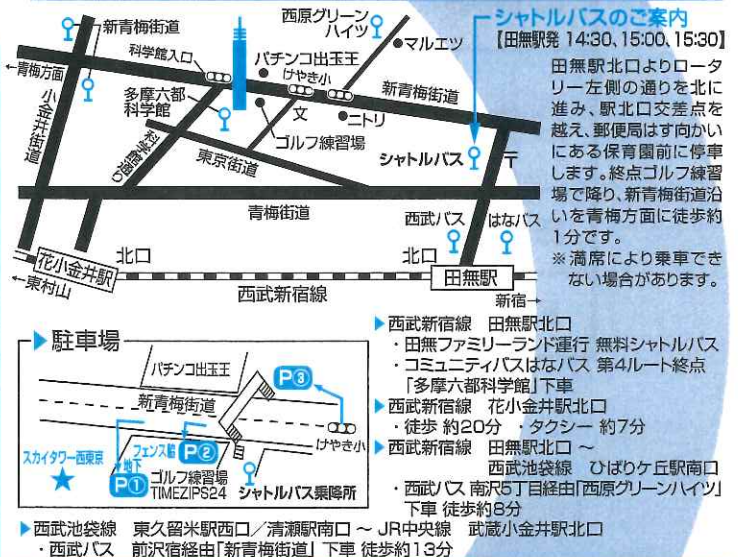 新青梅街道
西原グリーン
ハイツ
シャトルバスのご案内
【田無駅発 14:30、15:00、15:30】
科学館入口
パチンコ出玉王
マルエツ
←青梅方面
けやき小
新青梅街道
小金井街道
多摩六都
科学館
文
ニトリ
ゴルフ練習場
科学館通り
東京街道
シャトルバス
〒
田無駅北口よりロータ
リー左側の通りを北に
進み、駅北口交差点を
越え、郵便局はす向かい
にある保育園前に停車
します。終点ゴルフ練習
場で降り、新青梅街道沿
いを青梅方面に徒歩約
1分です。
※満席により乗車でき
ない場合があります。
青梅街道
西武バス
はなバス
北口
北口
花小金井駅
田無駅
←東村山
西武新宿線
新宿→
▶駐車場
パチンコ出玉王
P③
新青梅街道
けやき小
スカイタワー西東京
フェンス前
P②
地下
P①
ゴルフ練習場
TIMEZIPS24
シャトルバス乗降所
▶西武新宿線 田無駅北口
・田無ファミリーランド運行 無料シャトルバス
・コミュニティバスはなバス 第4ルート終点
「多摩六都科学館」下車
▶西武新宿線 花小金井駅北口
・徒歩 約20分 ・タクシー 約7分
▶西武新宿線 田無駅北口 ～
西武池袋線 ひばりケ丘駅南口
・西武バス 南沢5丁目経由「西原グリーンハイツ」
下車 徒歩約8分
▶西武池袋線 東久留米駅西口／清瀬駅南口 ～ JR中央線 武蔵小金井駅北口
・西武バス 前沢宿経由「新青梅街道」 下車 徒歩約13分